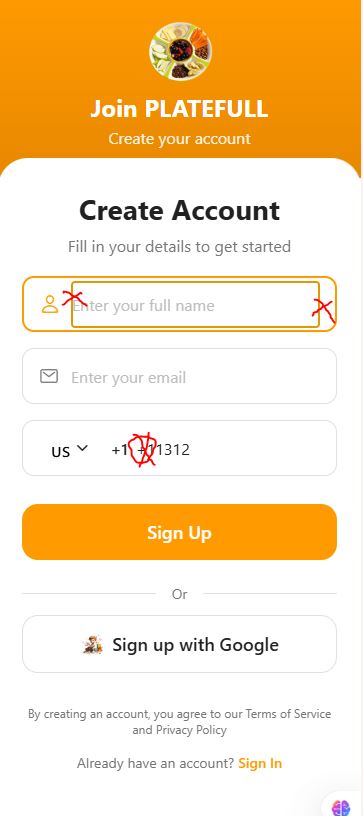 Join PLATEFULL
Create your account
Create Account
Fill in your details to get started
Enter your full name
Enter your email
US +1 +11312
Sign Up
Or
Sign up with Google
By creating an account, you agree to our Terms of Service
and Privacy Policy
Already have an account? Sign In